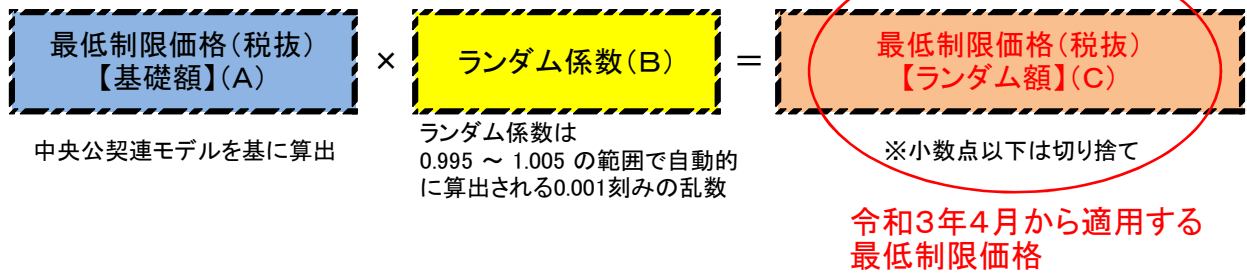 最低制限価格(税抜)
【基礎額】(A)
×
ランダム係数(B)
＝
最低制限価格(税抜)
【ランダム額】(C)
中央公契連モデルを基に算出
ランダム係数は
0.995 ～ 1.005 の範囲で自動的
に算出される0.001刻みの乱数
※小数点以下は切り捨て
令和3年4月から適用する
最低制限価格